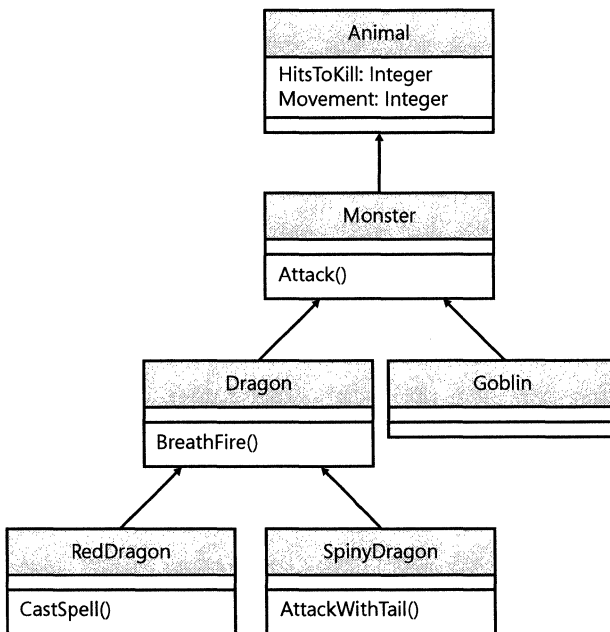 Animal
HitsToKill: Integer
Movement: Integer
Monster
Attack()
Dragon
Goblin
BreathFire()
RedDragon
SpinyDragon
CastSpell()
AttackWithTail()